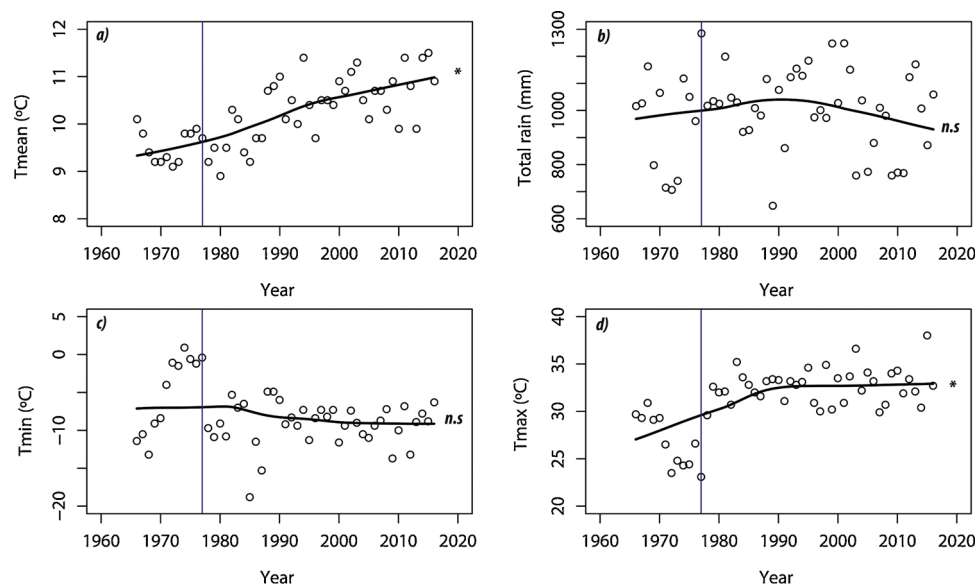 a)
Tmean (ºC)
12
11
10
9
8
*
1960 1970 1980 1990 2000 2010 2020
Year
b)
Total rain (mm)
1300
1000
800
600
n.s
1960 1970 1980 1990 2000 2010 2020
Year
c)
Tmin (ºC)
5
0
−10
−20
n.s
1960 1970 1980 1990 2000 2010 2020
Year
d)
Tmax (ºC)
40
35
30
25
20
*
1960 1970 1980 1990 2000 2010 2020
Year